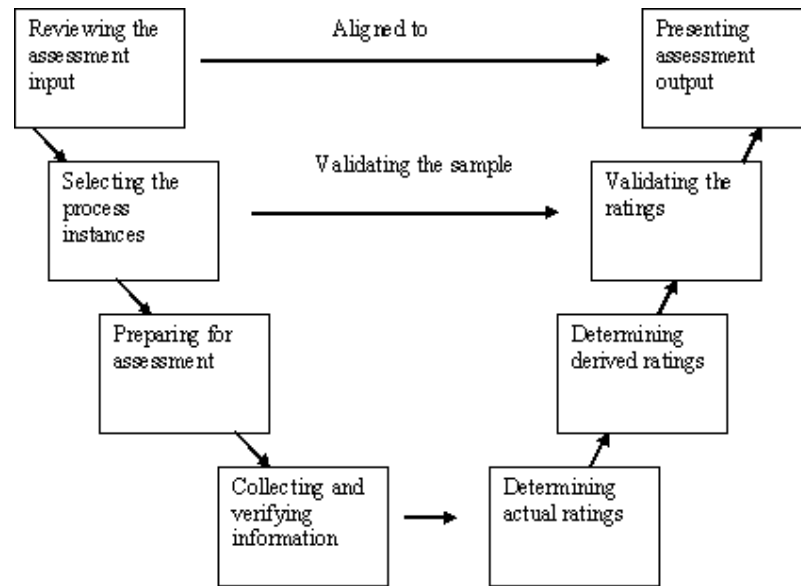 Reviewing the
assessment
input
Aligned to
Presenting
assessment
output
Selecting the
process
instances
Validating the sample
Validating the
ratings
Preparing for
assessment
Determining
derived ratings
Collecting and
verifying
information
Determining
actual ratings